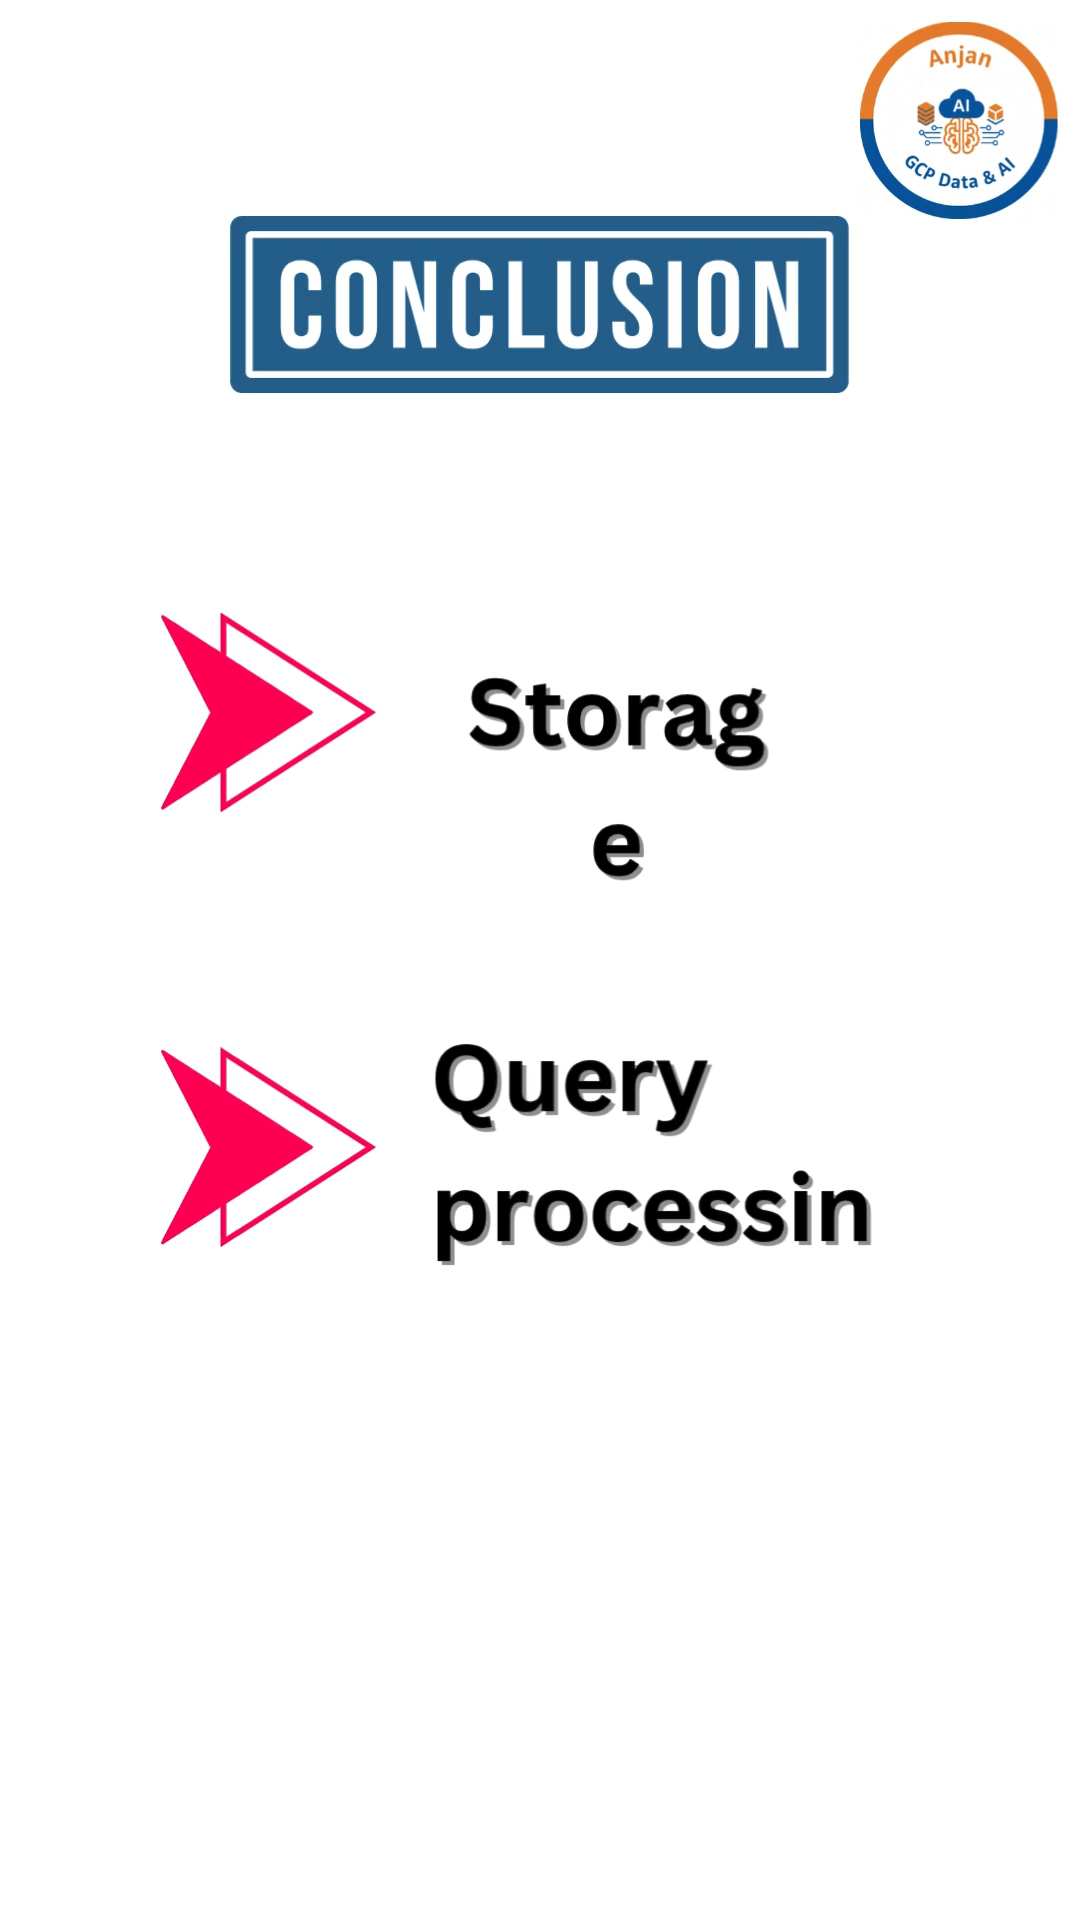 Anjan
AI
GCP Data & AI
CONCLUSION
Storag
e
Query
processin